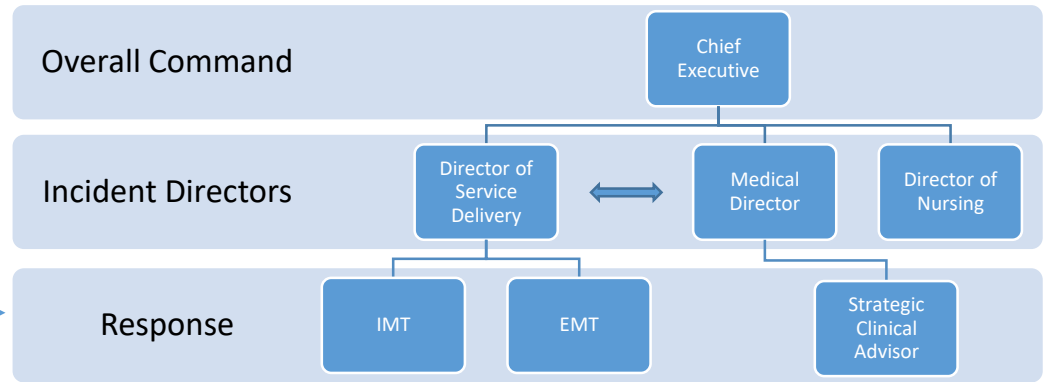 Overall Command
Chief
Executive
Incident Directors
Director of
Service
Delivery
Medical
Director
Director of
Nursing
Response
IMT
EMT
Strategic
Clinical
Advisor